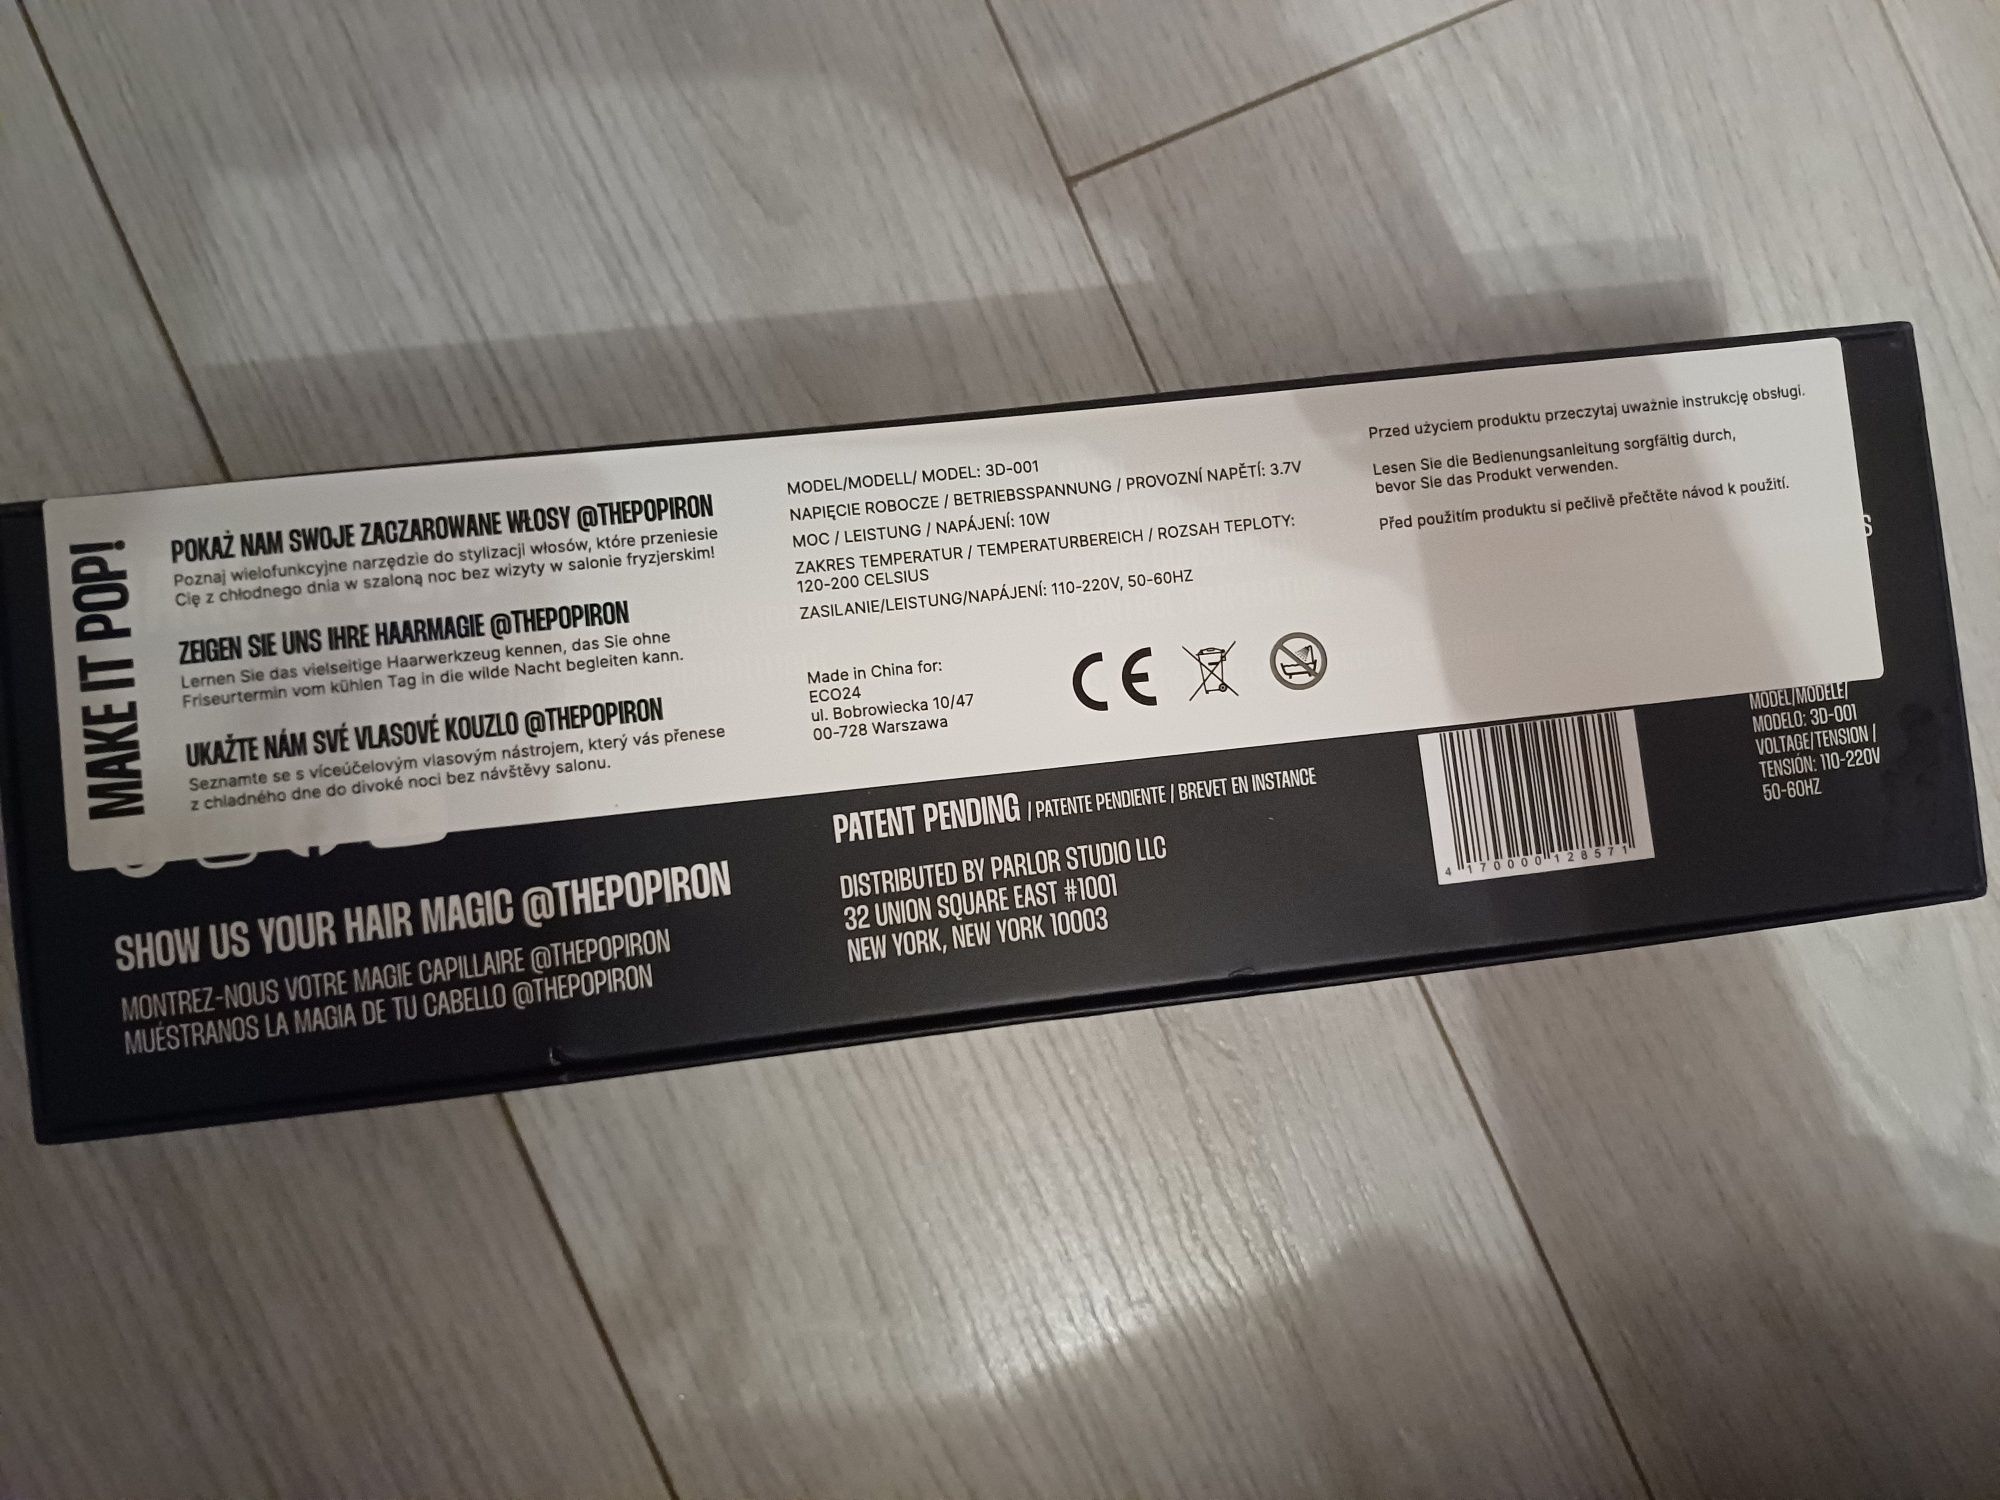 MAKE IT POP!
POKAŻ NAM SWOJE ZACZAROWANE WŁOSY @THEPOPIRON
Poznaj wielofunkcyjne narzędzie do stylizacji włosów, które przeniesie
Cię z chłodnego dnia w szaloną noc bez wizyty w salonie fryzjerskim!
ZEIGEN SIE UNS IHRE HAARMAGIE @THEPOPIRON
Lernen Sie das vielseitige Haarwerkzeug kennen, das Sie ohne
Friseurtermin vom kühlen Tag in die wilde Nacht begleiten kann.
UKAŽTE NÁM SVÉ VLASOVÉ KOUZLO @THEPOPIRON
Seznamte se s víceúčelovým vlasovým nástrojem, který vás přenese
z chladného dne do divoké noci bez návštěvy salonu.
MODEL/MODELL/ MODEL: 3D-001
NAPIĘCIE ROBOCZE / BETRIEBSSPANNUNG / PROVOZNÍ NAPĚTÍ: 3.7V
MOC / LEISTUNG / NAPÁJENÍ: 10W
ZAKRES TEMPERATUR / TEMPERATURBEREICH / ROZSAH TEPLOTY:
120-200 CELSIUS
ZASILANIE/LEISTUNG/NAPÁJENÍ: 110-220V, 50-60HZ
Made in China for:
ECO24
ul. Bobrowiecka 10/47
00-728 Warszawa
CE
Przed użyciem produktu przeczytaj uważnie instrukcję obsługi.
Lesen Sie die Bedienungsanleitung sorgfältig durch,
bevor Sie das Produkt verwenden.
Před použitím produktu si pečlivě přečtěte návod k použití.
SHOW US YOUR HAIR MAGIC @THEPOPIRON
MONTREZ-NOUS VOTRE MAGIE CAPILLAIRE @THEPOPIRON
MUÉSTRANOS LA MAGIA DE TU CABELLO @THEPOPIRON
PATENT PENDING / PATENTE PENDIENTE | BREVET EN INSTANCE
DISTRIBUTED BY PARLOR STUDIO LLC
32 UNION SQUARE EAST #1001
NEW YORK, NEW YORK 10003
4 170000 128571
MODEL/MODÈLE/
MODELO: 3D-001
VOLTAGE/TENSION |
TENSIÓN: 110-220V
50-60HZ